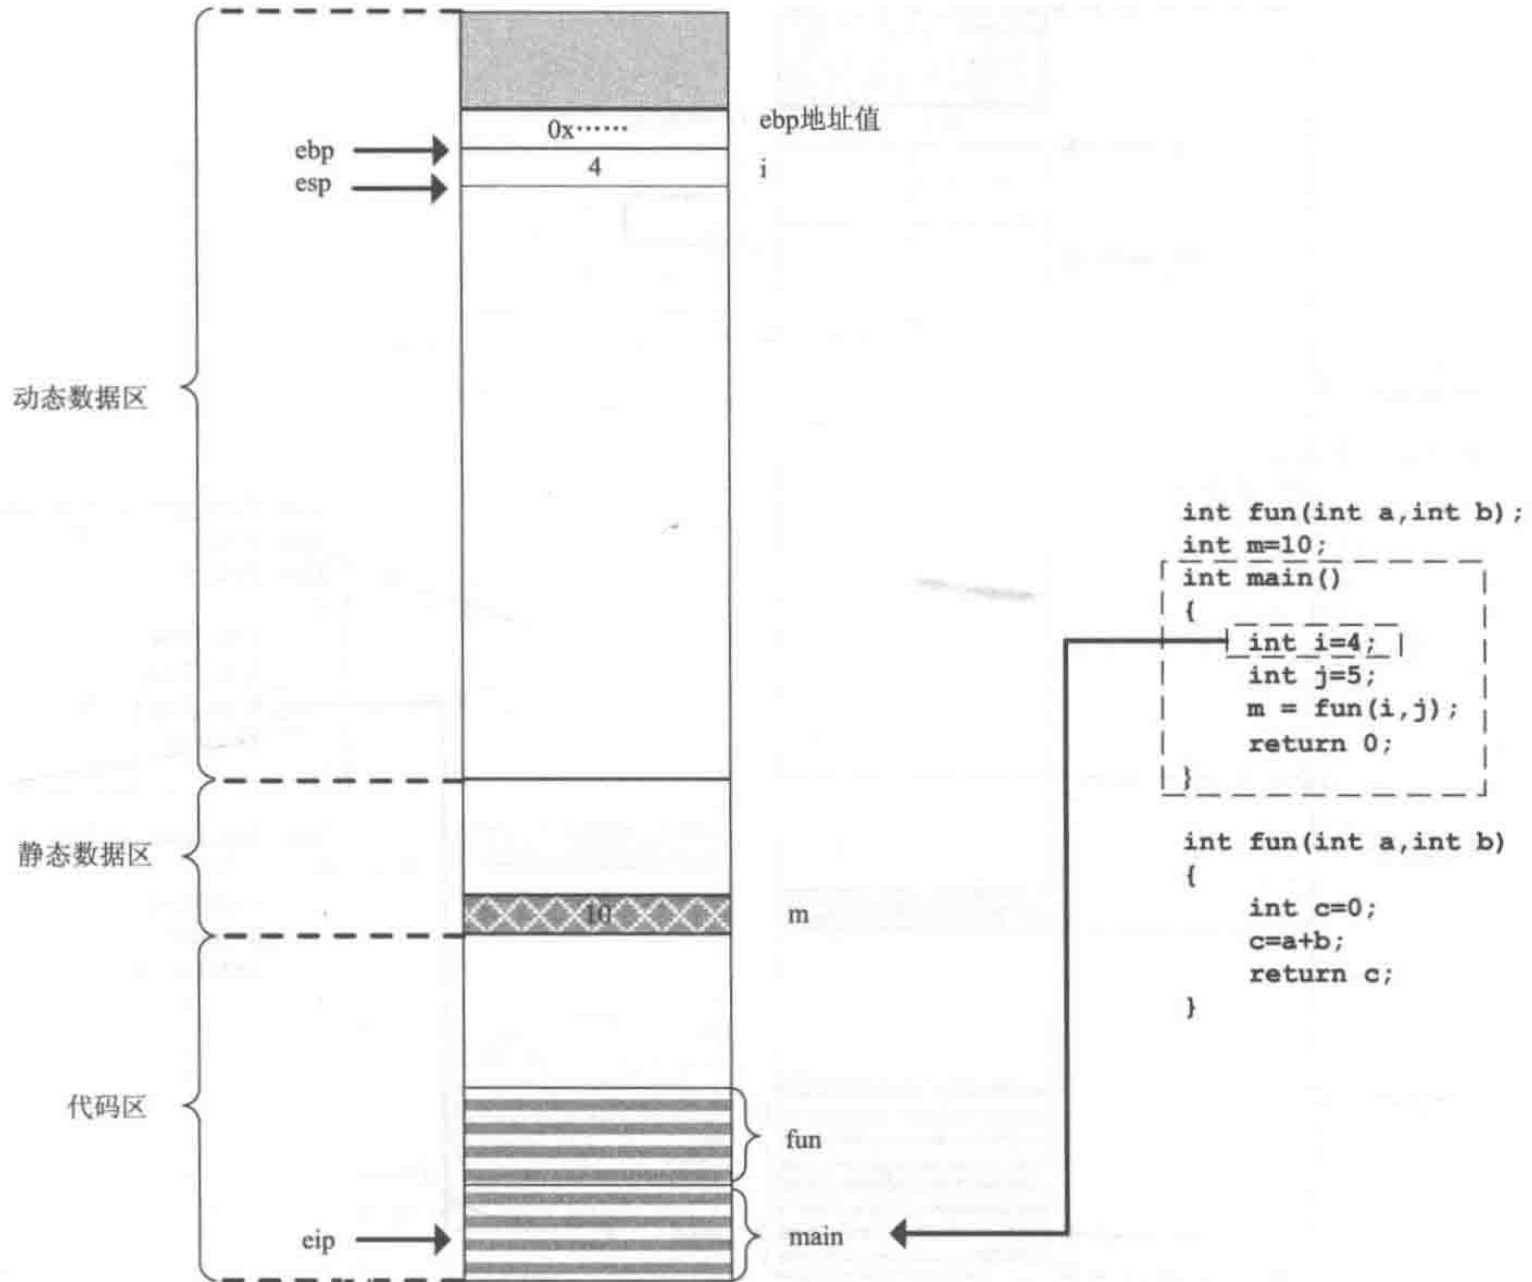 0x······
ebp地址值
ebp
4
i
esp
动态数据区
int fun(int a,int b);
int m=10;
int main()
{
int i=4;
int j=5;
m = fun(i,j);
return 0;
}
静态数据区
10
m
int fun(int a,int b)
{
int c=0;
c=a+b;
return c;
}
代码区
fun
eip
main